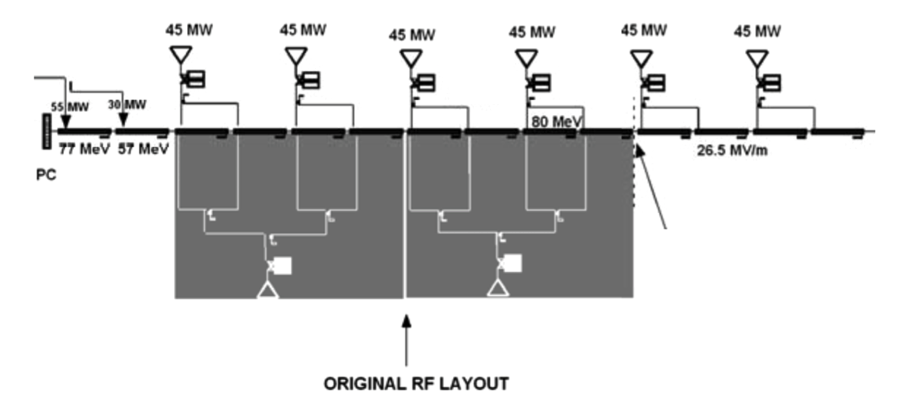 45 MW 45 MW 45 MW 45 MW 45 MW 45 MW
55 MW 30 MW
80 MeV
77 MeV 57 MeV 26.5 MV/m
PC
ORIGINAL RF LAYOUT